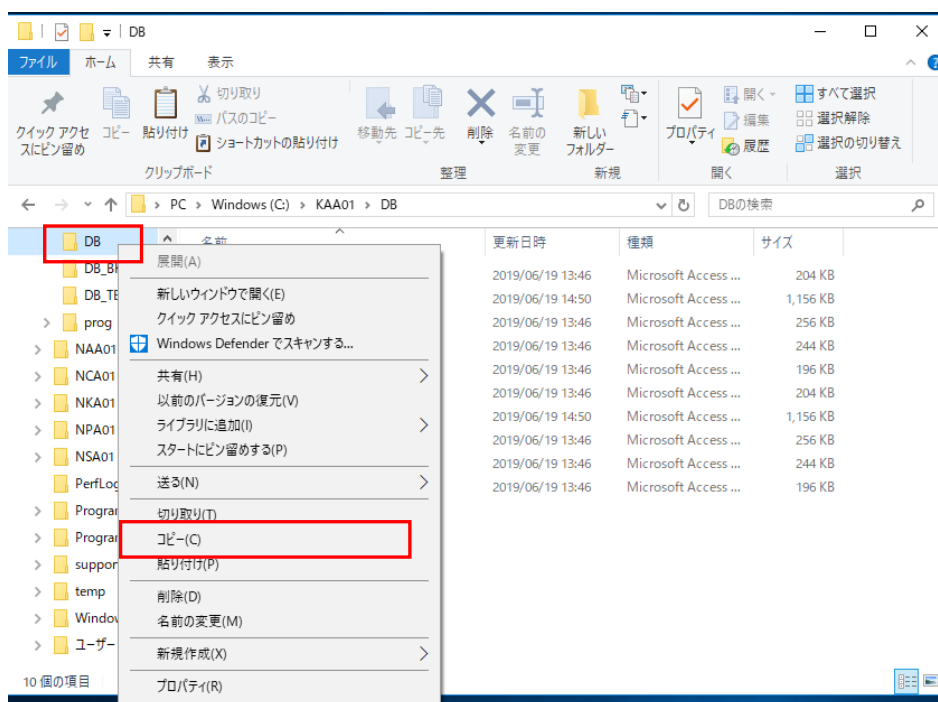 DB
ファイル ホーム 共有 表示
クイック アクセスにピン留め
コピー
貼り付け
切り取り
パスのコピー
ショートカットの貼り付け
移動先
コピー先
削除
名前の変更
新しいフォルダー
プロパティ
開く
編集
履歴
すべて選択
選択解除
選択の切り替え
クリップボード 整理 新規 開く 選択
PC › Windows (C:) › KAA01 › DB
DBの検索
名前 更新日時 種類 サイズ
DB
DB_BK
DB_TE
prog
NAA01
NCA01
NKA01
NPA01
NSA01
PerfLog
Program
Program
support
temp
Window
ユーザー
展開(A)
新しいウィンドウで開く(E)
クイック アクセスにピン留め
Windows Defender でスキャンする...
共有(H)
以前のバージョンの復元(V)
ライブラリに追加(I)
スタートにピン留めする(P)
送る(N)
切り取り(T)
コピー(C)
貼り付け(P)
削除(D)
名前の変更(M)
新規作成(X)
プロパティ(R)
2019/06/19 13:46 Microsoft Access ... 204 KB
2019/06/19 14:50 Microsoft Access ... 1,156 KB
2019/06/19 13:46 Microsoft Access ... 256 KB
2019/06/19 13:46 Microsoft Access ... 244 KB
2019/06/19 13:46 Microsoft Access ... 196 KB
2019/06/19 13:46 Microsoft Access ... 204 KB
2019/06/19 14:50 Microsoft Access ... 1,156 KB
2019/06/19 13:46 Microsoft Access ... 256 KB
2019/06/19 13:46 Microsoft Access ... 244 KB
2019/06/19 13:46 Microsoft Access ... 196 KB
10 個の項目